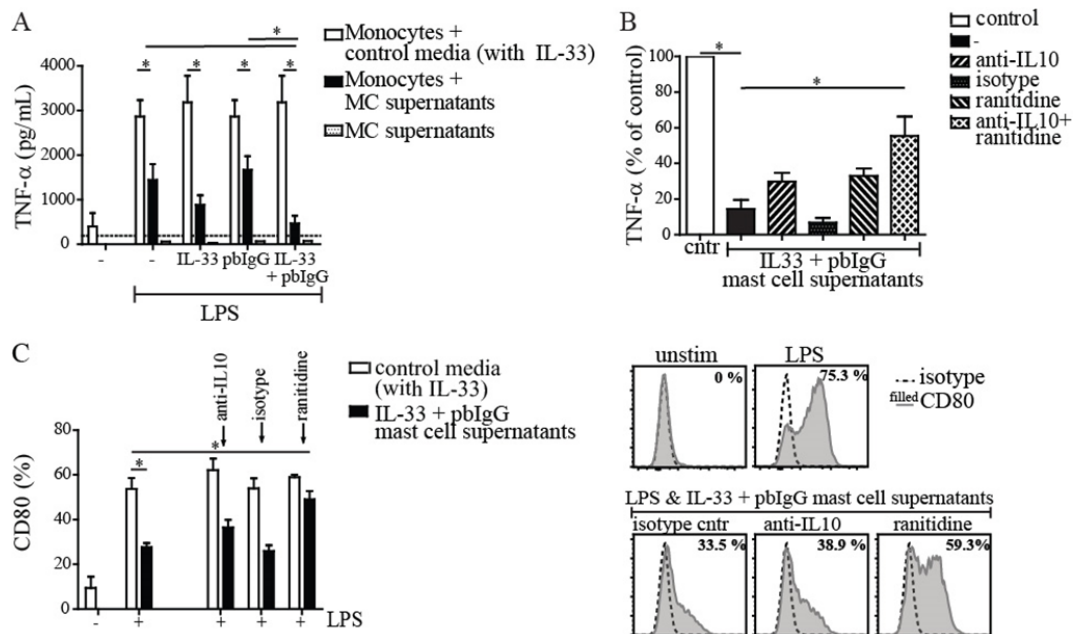 A
*
* * * *
TNF-α (pg/mL)
4000
3000
2000
1000
0
- - IL-33 pbIgG IL-33
+ pbIgG
LPS
Monocytes +
control media (with IL-33)
Monocytes +
MC supernatants
MC supernatants
B
TNF-α (% of control)
100
80
60
40
20
0
*
*
cntr
IL33 + pbIgG
mast cell supernatants
control
-
anti-IL10
isotype
ranitidine
anti-IL10+
ranitidine
C
CD80 (%)
80
60
40
20
0
*
*
anti-IL10
isotype
ranitidine
- + + + + LPS
control media
(with IL-33)
IL-33 + pbIgG
mast cell supernatants
unstim LPS
0 % 75.3 %
isotype
filled CD80
LPS & IL-33 + pbIgG mast cell supernatants
isotype cntr anti-IL10 ranitidine
33.5 % 38.9 % 59.3%